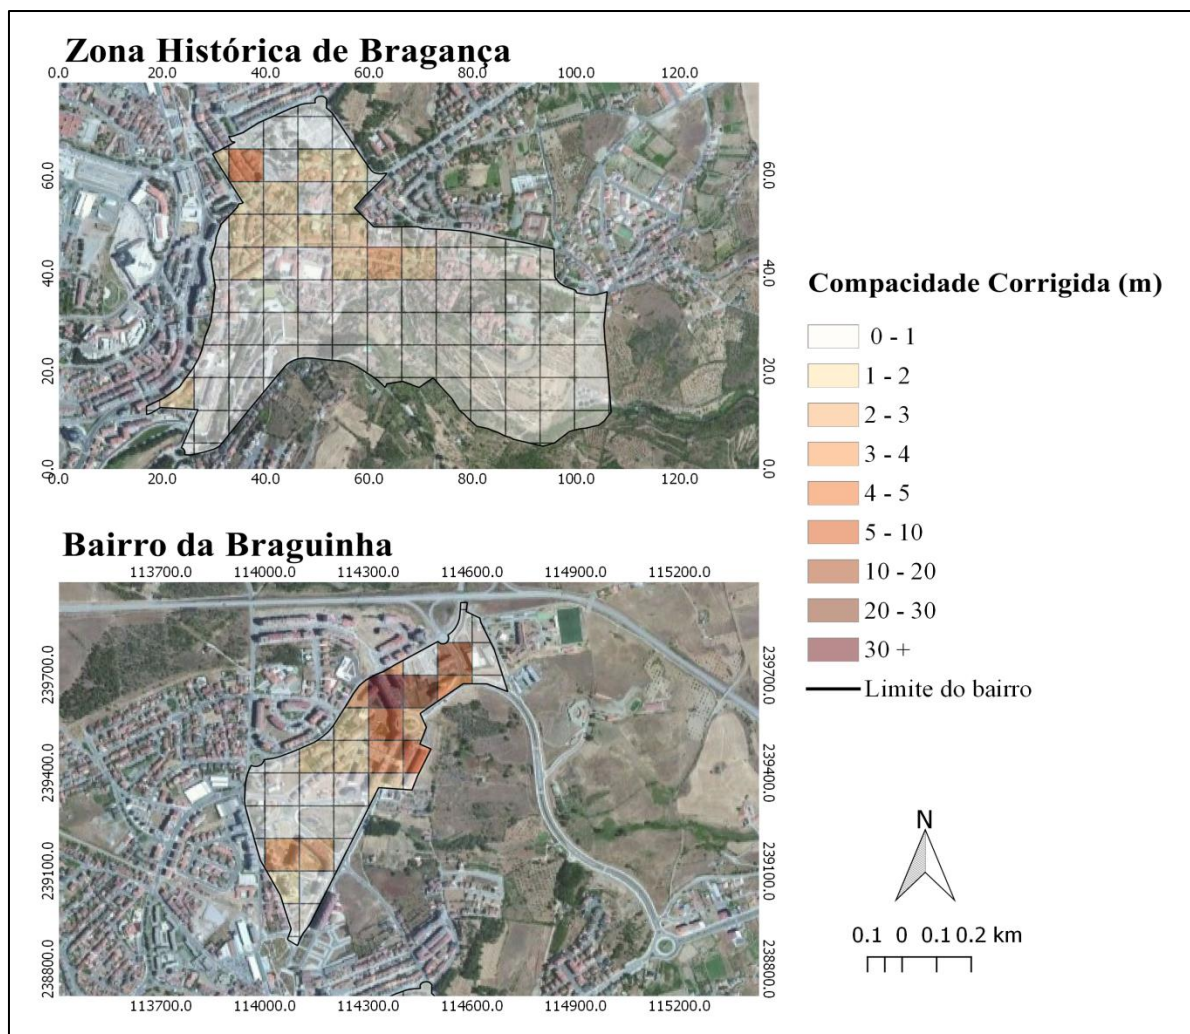 Zona Histórica de Bragança
0.0 20.0 40.0 60.0 80.0 100.0 120.0
60.0 60.0
40.0 40.0
20.0 20.0
0.0 0.0
0.0 20.0 40.0 60.0 80.0 100.0 120.0
Bairro da Braguinha
113700.0 114000.0 114300.0 114600.0 114900.0 115200.0
239700.0 239700.0
239400.0 239400.0
239100.0 239100.0
238800.0 238800.0
113700.0 114000.0 114300.0 114600.0 114900.0 115200.0
Compacidade Corrigida (m)
0 - 1
1 - 2
2 - 3
3 - 4
4 - 5
5 - 10
10 - 20
20 - 30
30 +
Limite do bairro
N
0.1 0 0.1 0.2 km